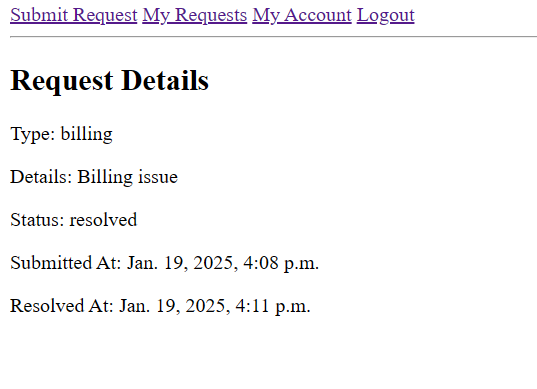 Submit Request My Requests My Account Logout
Request Details
Type: billing
Details: Billing issue
Status: resolved
Submitted At: Jan. 19, 2025, 4:08 p.m.
Resolved At: Jan. 19, 2025, 4:11 p.m.